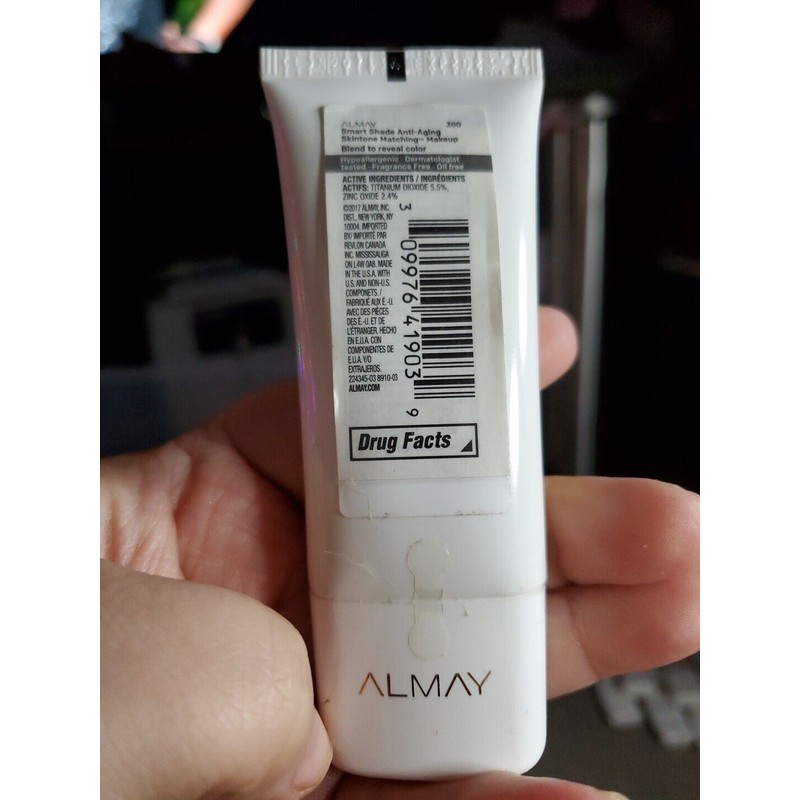 ALMAY 300
Smart Shade Anti-Aging
Skintone Matching™ Makeup
Blend to reveal color
Hypoallergenic · Dermatologist
tested · Fragrance Free · Oil free
ACTIVE INGREDIENTS / INGRÉDIENTS
ACTIFS: TITANIUM DIOXIDE 5.5%,
ZINC OXIDE 2.4%
©2017 ALMAY, INC.
DIST., NEW YORK, NY
10004. IMPORTED
BY/ IMPORTÉ PAR
REVLON CANADA
INC. MISSISSAUGA
ON L4W 0A8. MADE
IN THE U.S.A. WITH
U.S. AND NON-U.S.
COMPONETS. /
FABRIQUÉ AUX É.-U.
AVEC DES PIÈCES
DES É.-U. ET DE
L'ÉTRANGER. HECHO
EN E.U.A. CON
COMPONENTES DE
E.U.A. Y/O
EXTRAJEROS.
224345-03 8910-03
ALMAY.COM
3 09976 41903 9
Drug Facts
ALMAY